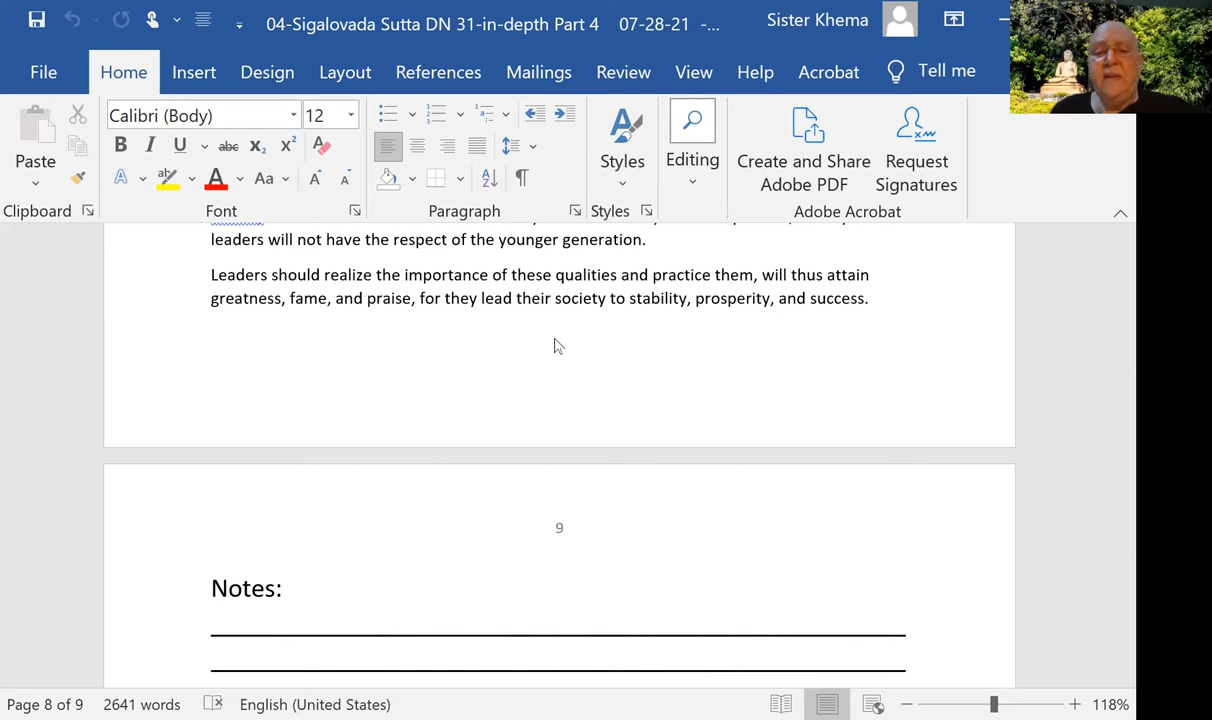 04-Sigalovada Sutta DN 31-in-depth Part 4 07-28-21 -...
Sister Khema
File Home Insert Design Layout References Mailings Review View Help Acrobat Tell me
Calibri (Body) 12
Paste
B I U abc X₂ X² 
A ab A Aa A A
Styles
Editing
Create and Share Adobe PDF
Request Signatures
Clipboard Font Paragraph Styles Adobe Acrobat
leaders will not have the respect of the younger generation.
Leaders should realize the importance of these qualities and practice them, will thus attain
greatness, fame, and praise, for they lead their society to stability, prosperity, and success.
9
Notes:
Page 8 of 9 2641 words English (United States) 118%